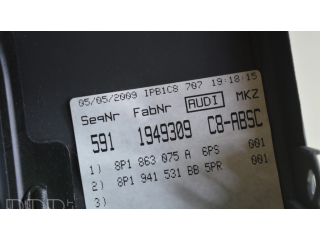 05/05/2009 IPB1C8 707 19:18:15
SeqNr FabNr AUDI MKZ
591 1949309 C8-ABSC
1) 8P1 863 075 A 6PS 001
2) 8P1 941 531 BB 5PR 001
3)